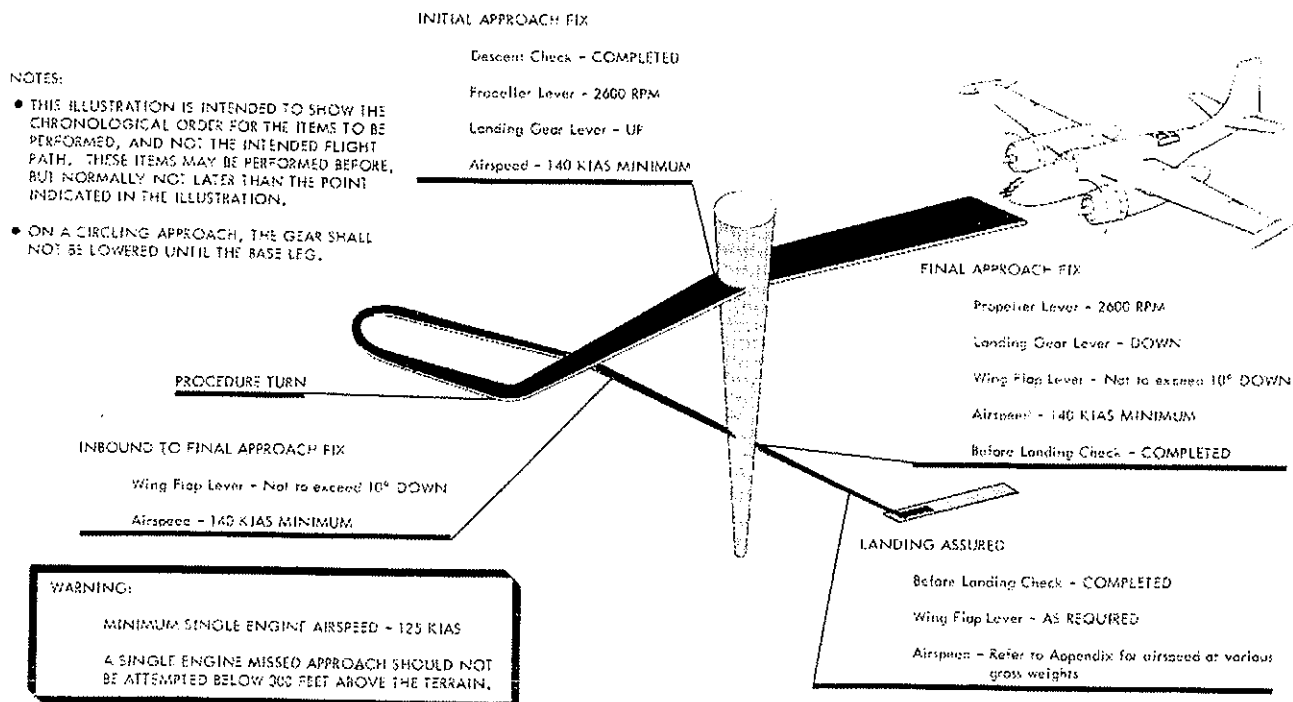 INITIAL APPROACH FIX
Descent Check - COMPLETED
Propeller Lever - 2600 RPM
Landing Gear Lever - UP
Airspeed - 140 KIAS MINIMUM
NOTES:
• THIS ILLUSTRATION IS INTENDED TO SHOW THE
CHRONOLOGICAL ORDER FOR THE ITEMS TO BE
PERFORMED, AND NOT THE INTENDED FLIGHT
PATH. THESE ITEMS MAY BE PERFORMED BEFORE,
BUT NORMALLY NOT LATER THAN THE POINT
INDICATED IN THE ILLUSTRATION.
• ON A CIRCLING APPROACH, THE GEAR SHALL
NOT BE LOWERED UNTIL THE BASE LEG.
FINAL APPROACH FIX
Propeller Lever - 2600 RPM
Landing Gear Lever - DOWN
Wing Flap Lever - Not to exceed 10° DOWN
Airspeed - 140 KIAS MINIMUM
Before Landing Check - COMPLETED
PROCEDURE TURN
INBOUND TO FINAL APPROACH FIX
Wing Flap Lever - Not to exceed 10° DOWN
Airspeed - 140 KIAS MINIMUM
LANDING ASSURED
Before Landing Check - COMPLETED
Wing Flap Lever - AS REQUIRED
Airspeed - Refer to Appendix for airspeed at various
gross weights
WARNING:
MINIMUM SINGLE ENGINE AIRSPEED - 125 KIAS
A SINGLE ENGINE MISSED APPROACH SHOULD NOT
BE ATTEMPTED BELOW FEET ABOVE THE TERRAIN.